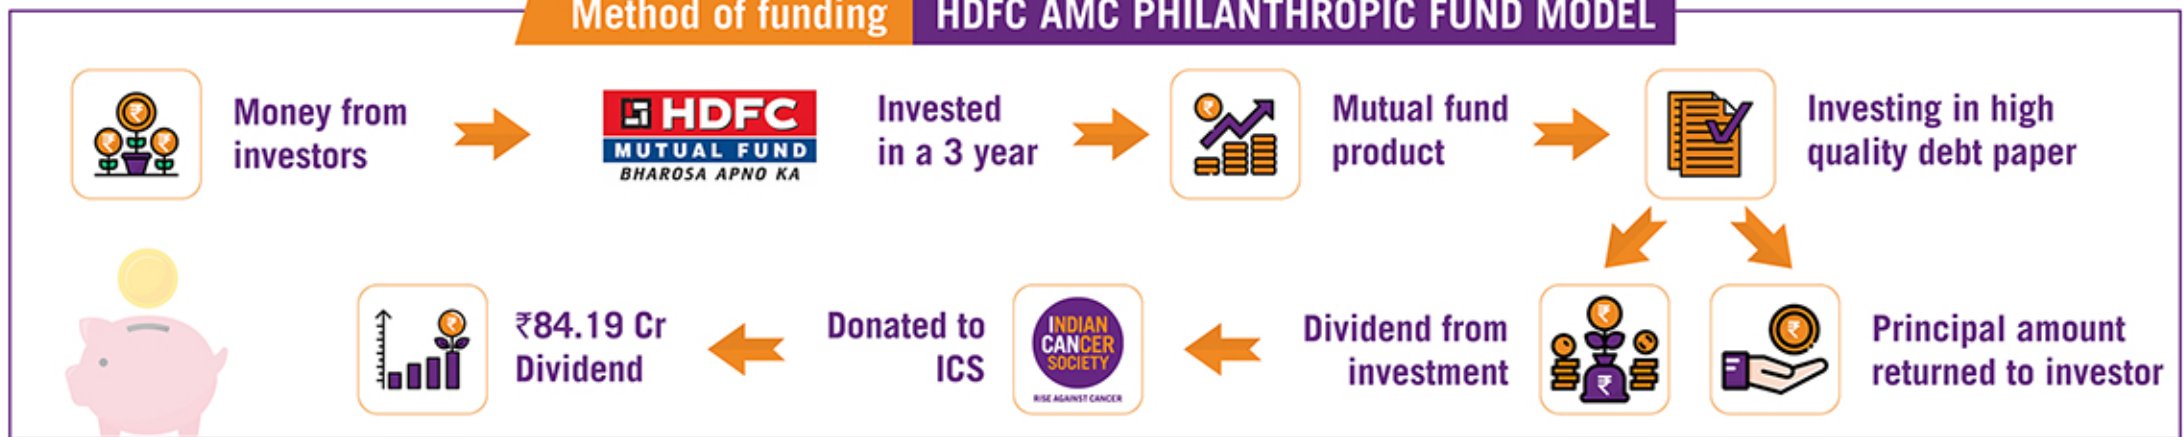 Method of funding
HDFC AMC PHILANTHROPIC FUND MODEL
Money from
investors
HDFC
MUTUAL FUND
BHAROSA APNO KA
Invested
in a 3 year
Mutual fund
product
Investing in high
quality debt paper
Principal amount
returned to investor
Dividend from
investment
INDIAN
CANCER
SOCIETY
RISE AGAINST CANCER
Donated to
ICS
₹84.19 Cr
Dividend